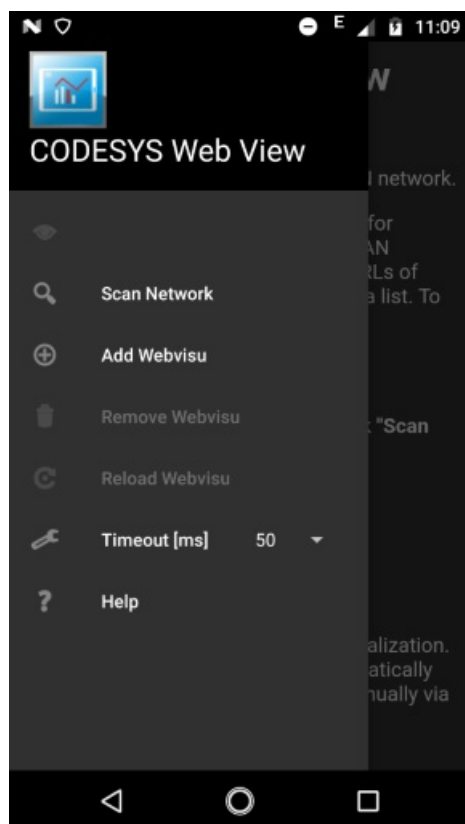 E 11:09
CODESYS Web View
W
network.
for
AN
RLs of
a list. To
Scan Network
Add Webvisu
Remove Webvisu
: "Scan
Reload Webvisu
Timeout [ms] 50
Help
alization.
atically
nually via